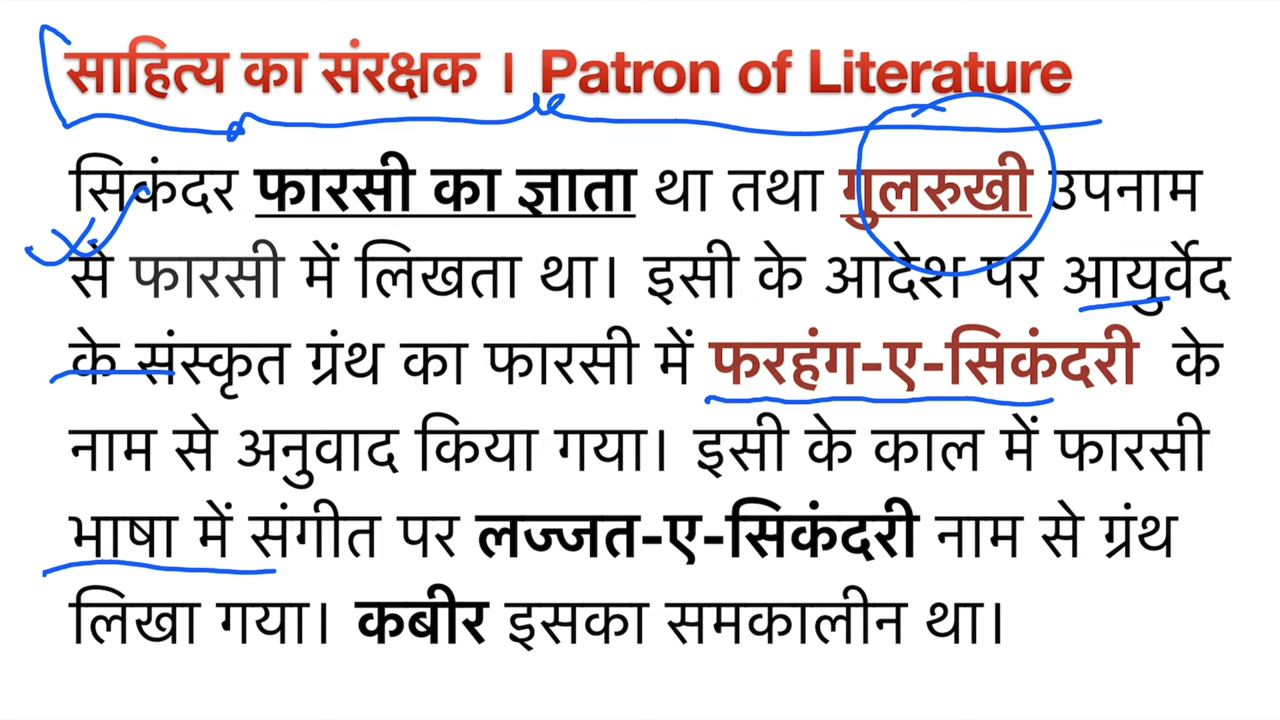 साहित्य का संरक्षक । Patron of Literature
सिकंदर फारसी का ज्ञाता था तथा गुलरुखी उपनाम
से फारसी में लिखता था। इसी के आदेश पर आयुर्वेद
के संस्कृत ग्रंथ का फारसी में फरहंग-ए-सिकंदरी के
नाम से अनुवाद किया गया। इसी के काल में फारसी
भाषा में संगीत पर लज्जत-ए-सिकंदरी नाम से ग्रंथ
लिखा गया। कबीर इसका समकालीन था।